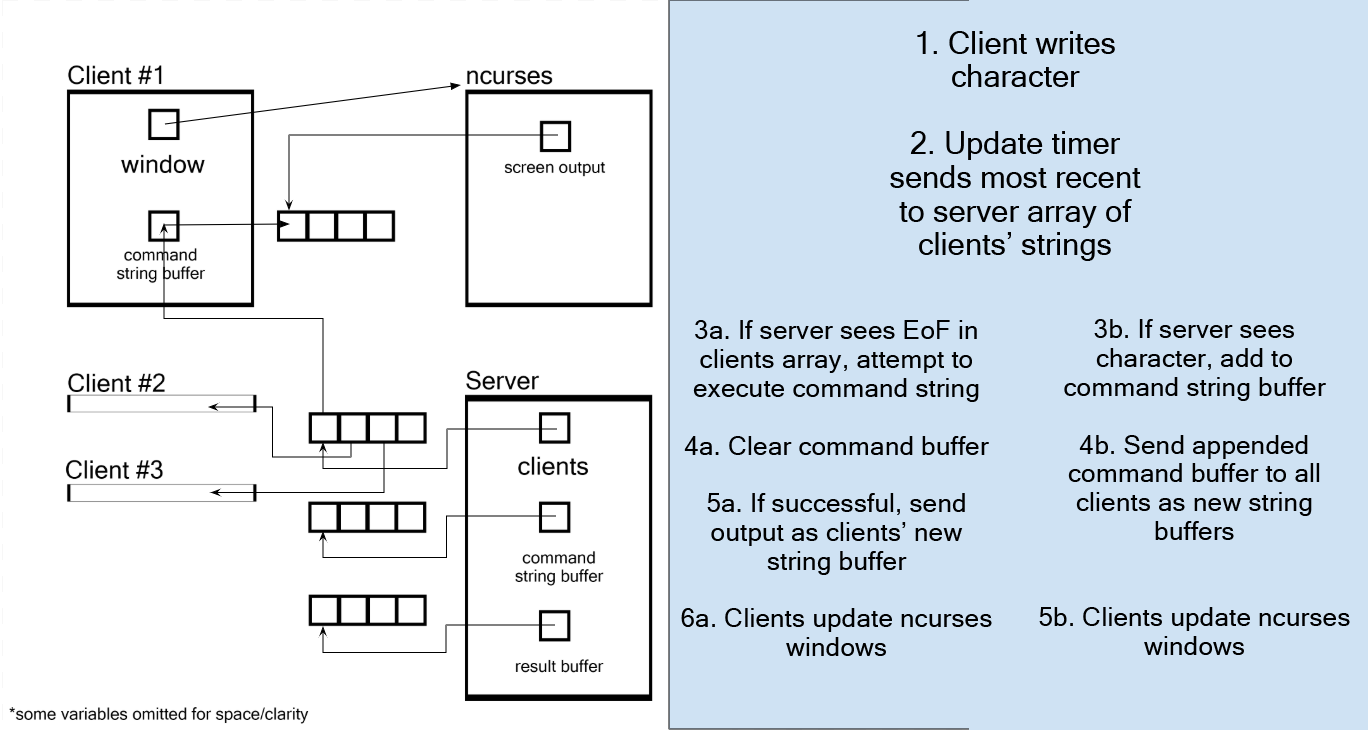 Client #1
window
command
string buffer
ncurses
screen output
Client #2
Client #3
Server
clients
command
string buffer
result buffer
*some variables omitted for space/clarity
1. Client writes
character
2. Update timer
sends most recent
to server array of
clients’ strings
3a. If server sees EoF in
clients array, attempt to
execute command string
4a. Clear command buffer
5a. If successful, send
output as clients’ new
string buffer
6a. Clients update ncurses
windows
3b. If server sees
character, add to
command string buffer
4b. Send appended
command buffer to all
clients as new string
buffers
5b. Clients update ncurses
windows